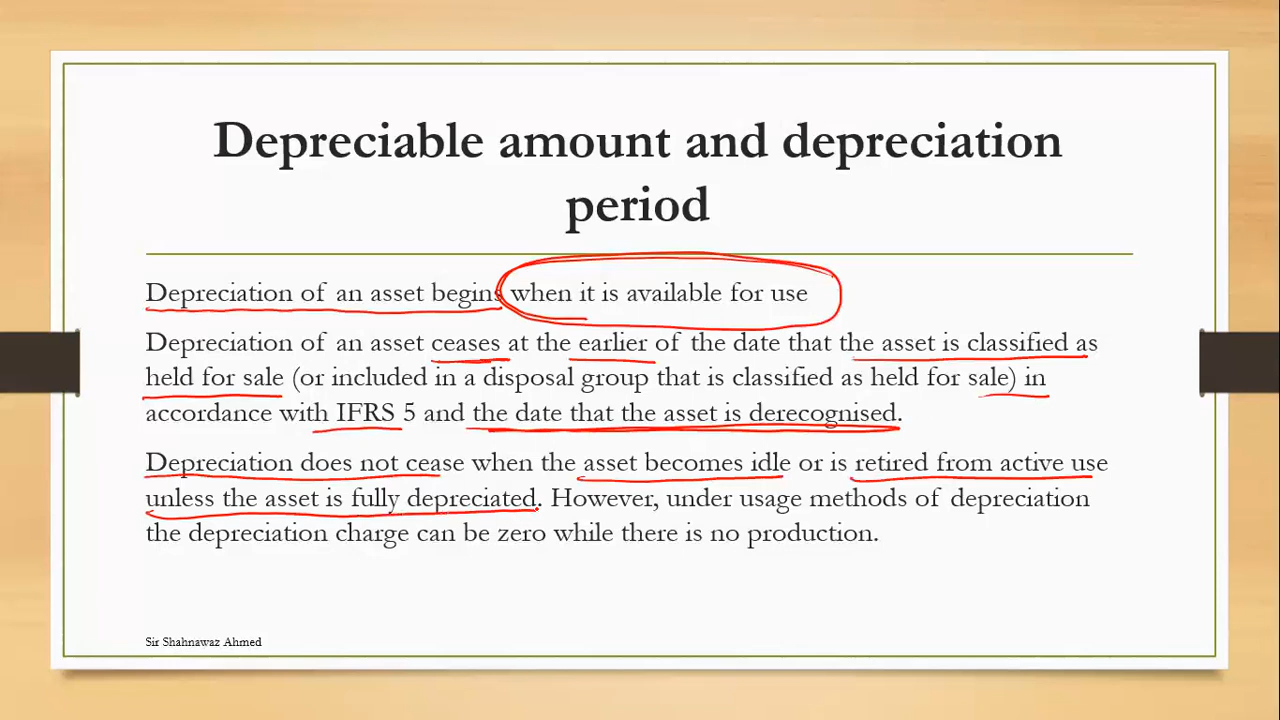 Depreciable amount and depreciation
period
Depreciation of an asset begins when it is available for use
Depreciation of an asset ceases at the earlier of the date that the asset is classified as
held for sale (or included in a disposal group that is classified as held for sale) in
accordance with IFRS 5 and the date that the asset is derecognised.
Depreciation does not cease when the asset becomes idle or is retired from active use
unless the asset is fully depreciated. However, under usage methods of depreciation
the depreciation charge can be zero while there is no production.
Sir Shahnawaz Ahmed